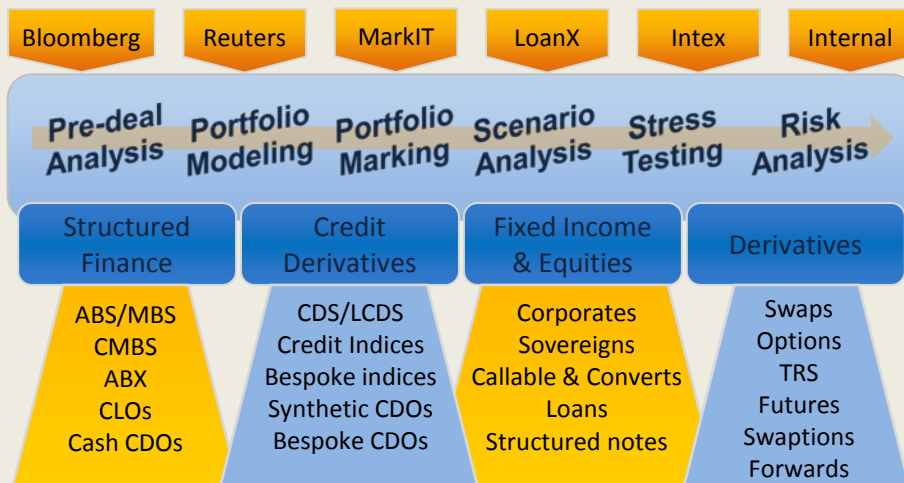 Bloomberg
Reuters
MarkIT
LoanX
Intex
Internal
Pre-deal
Analysis
Portfolio
Modeling
Portfolio
Marking
Scenario
Analysis
Stress
Testing
Risk
Analysis
Structured
Finance
Credit
Derivatives
Fixed Income
& Equities
Derivatives
ABS/MBS
CMBS
ABX
CLOs
Cash CDOs
CDS/LCDS
Credit Indices
Bespoke indices
Synthetic CDOs
Bespoke CDOs
Corporates
Sovereigns
Callable & Converts
Loans
Structured notes
Swaps
Options
TRS
Futures
Swaptions
Forwards